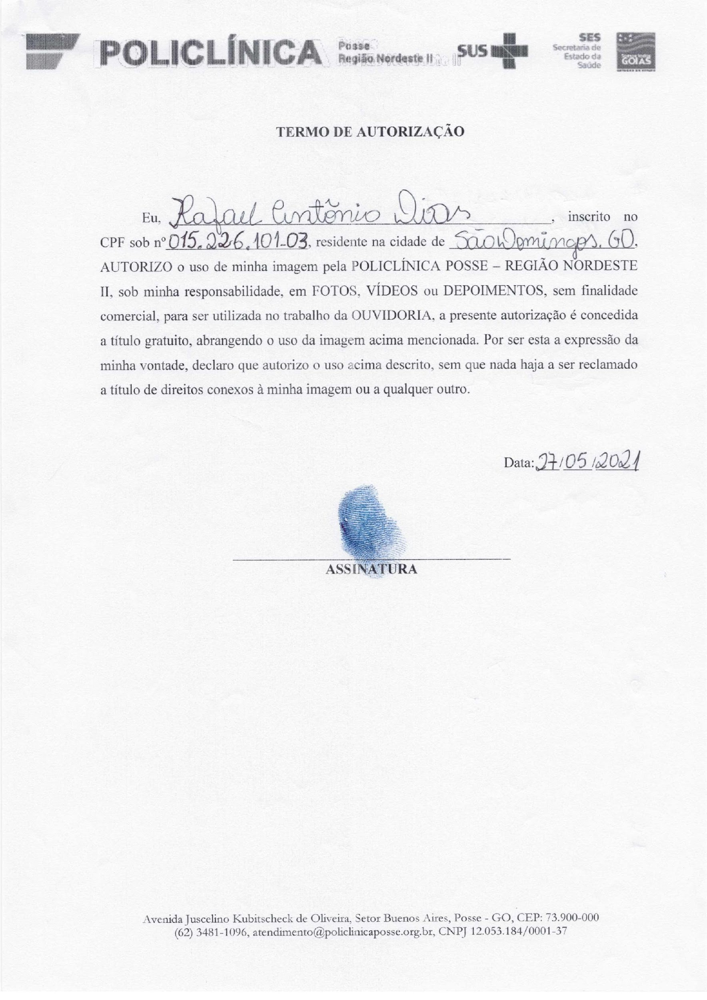 POLICLÍNICA
Posse
Região Nordeste II
SUS
SES
Secretaria de
Estado da
Saúde
GOIÁS
TERMO DE AUTORIZAÇÃO
Eu, Rafael Antônio Dias, inscrito no
CPF sob nº 015.226.101-03, residente na cidade de São Domingos. GO.
AUTORIZO o uso de minha imagem pela POLICLÍNICA POSSE – REGIÃO NORDESTE
II, sob minha responsabilidade, em FOTOS, VÍDEOS ou DEPOIMENTOS, sem finalidade
comercial, para ser utilizada no trabalho da OUVIDORIA, a presente autorização é concedida
a título gratuito, abrangendo o uso da imagem acima mencionada. Por ser esta a expressão da
minha vontade, declaro que autorizo o uso acima descrito, sem que nada haja a ser reclamado
a título de direitos conexos à minha imagem ou a qualquer outro.
Data: 27/05/2021
ASSINATURA
Avenida Juscelino Kubitscheck de Oliveira, Setor Buenos Aires, Posse - GO, CEP: 73.900-000
(62) 3481-1096, atendimento@policlinicaposse.org.br, CNPJ 12.053.184/0001-37